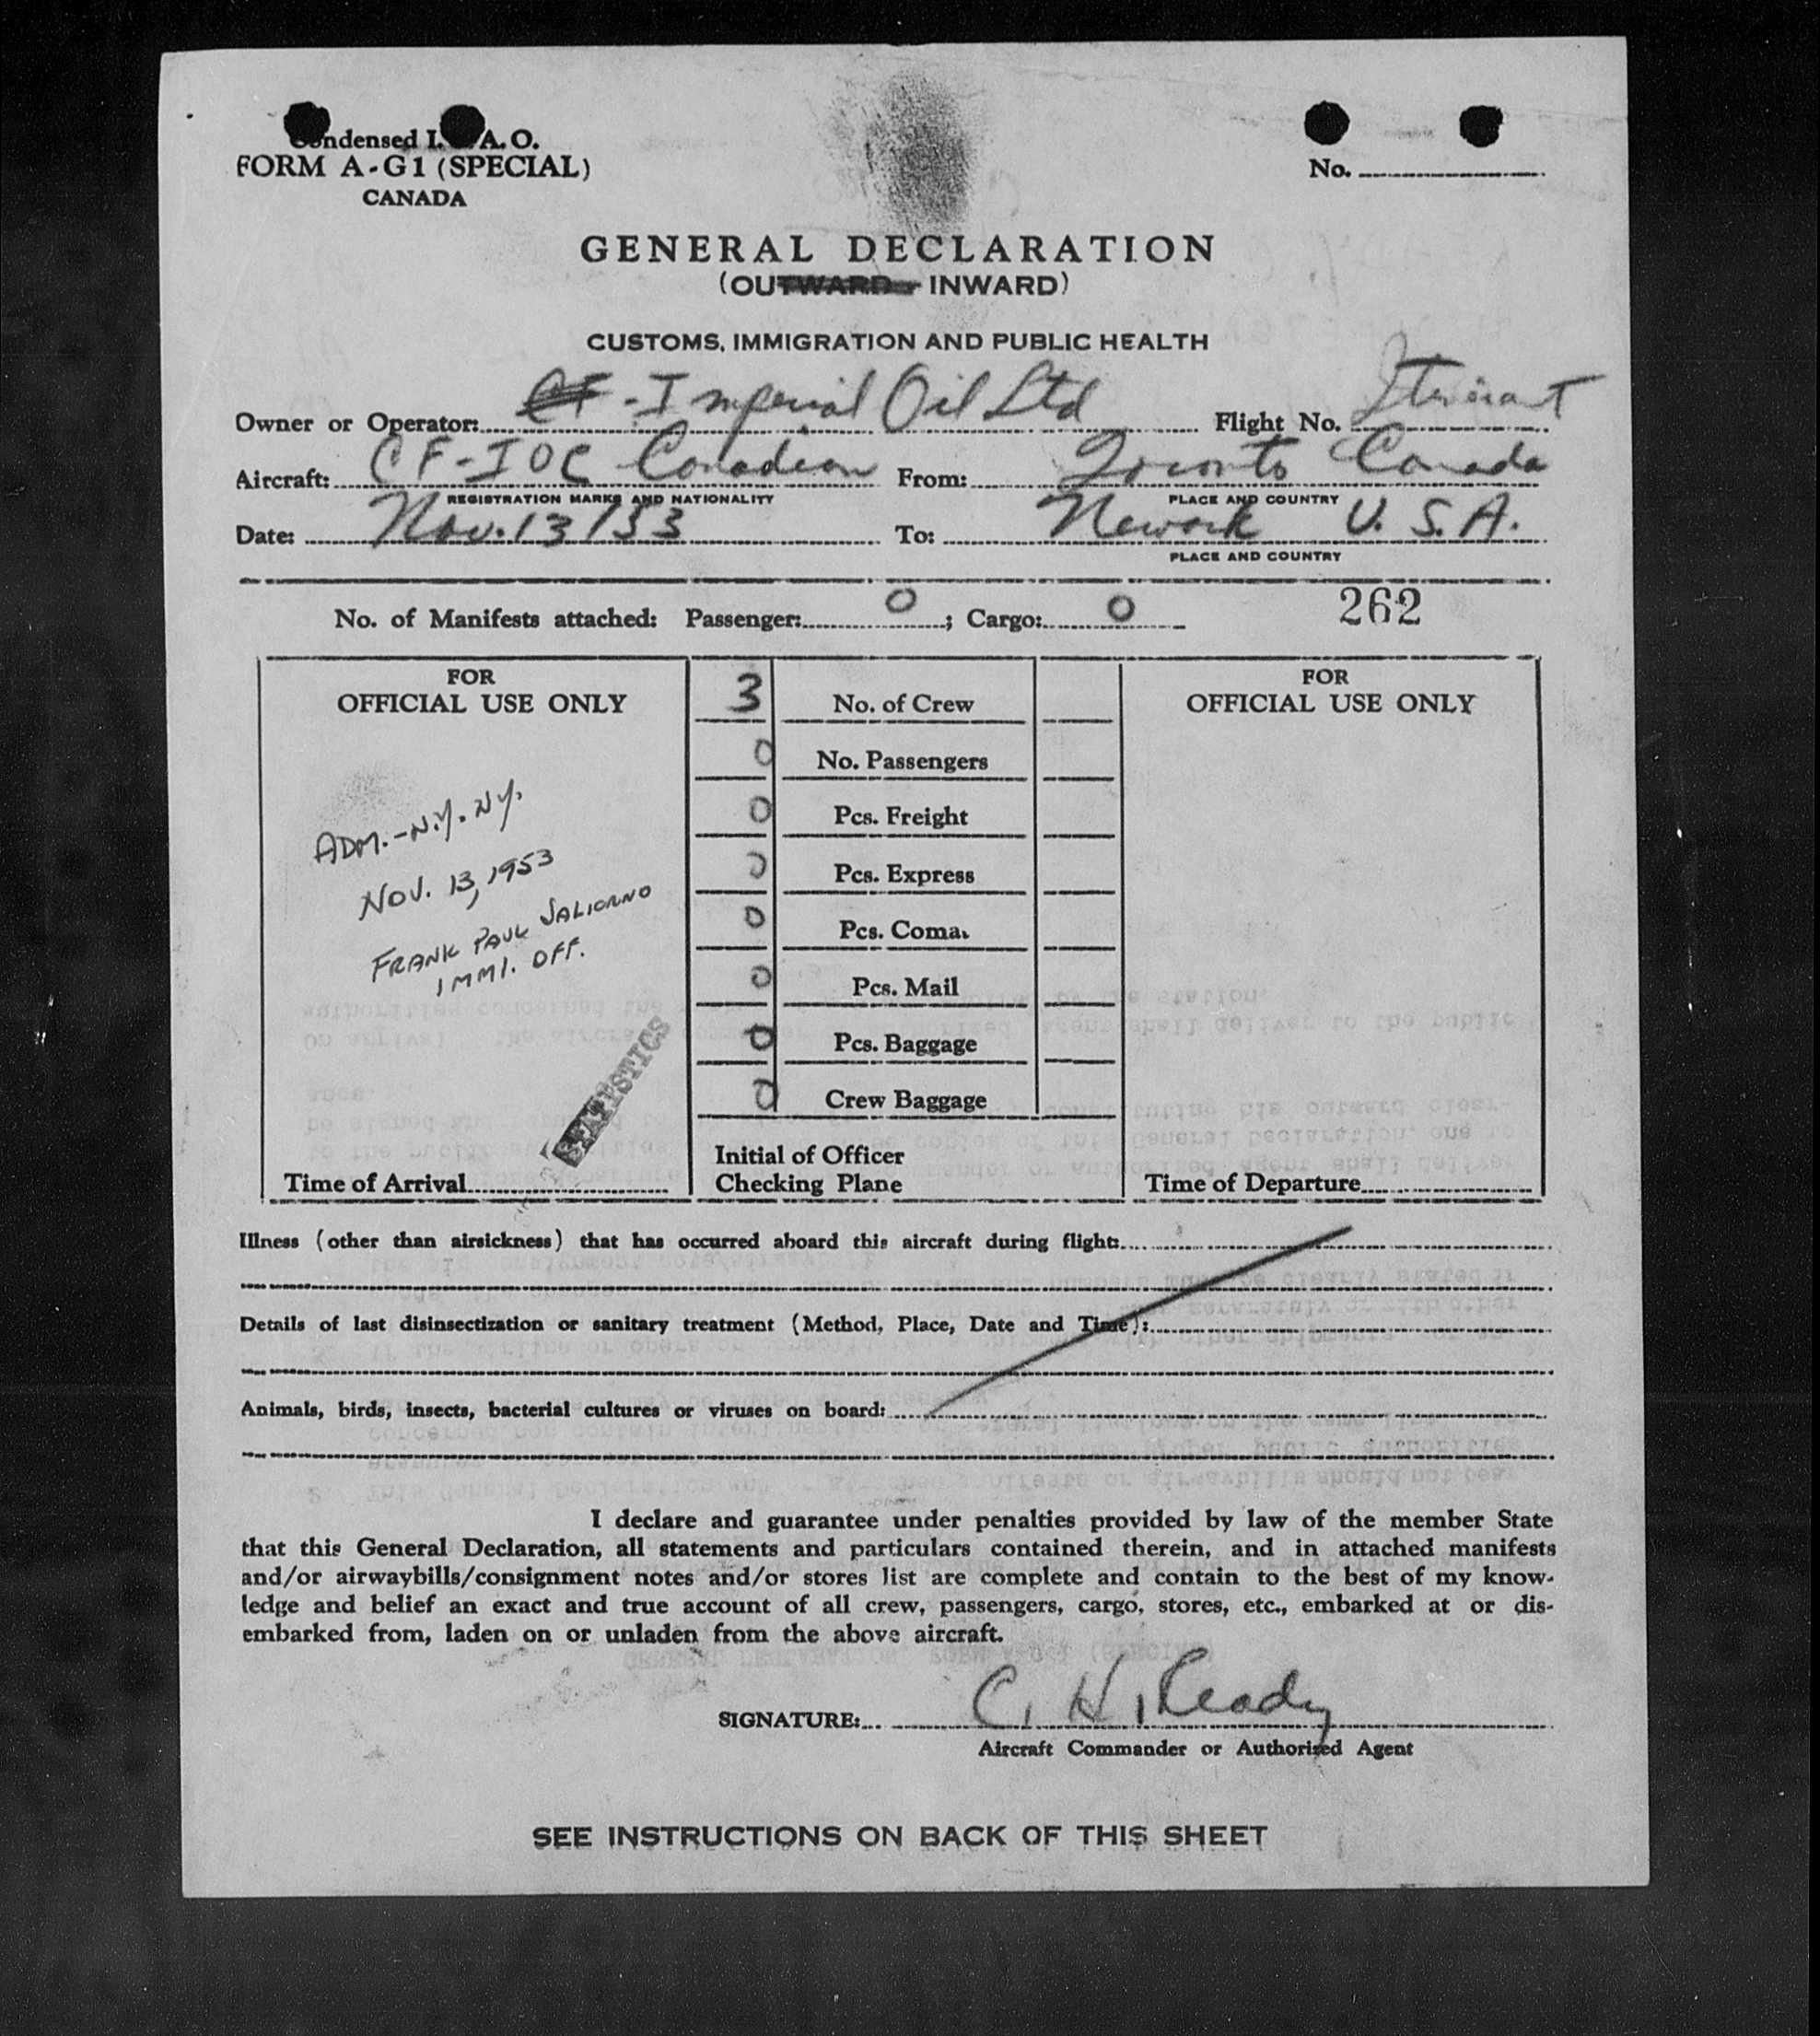 Condensed I. A. O.
FORM A-G1 (SPECIAL)
CANADA
No.
GENERAL DECLARATION
(OUTWARD INWARD)
CUSTOMS, IMMIGRATION AND PUBLIC HEALTH
Owner or Operator: CF - Imperial Oil Ltd Flight No.
Aircraft: CF-IOC Canadian From: Toronto Canada
REGISTRATION MARKS AND NATIONALITY PLACE AND COUNTRY
Date: Nov. 13/53 To: Newark U. S. A.
PLACE AND COUNTRY
No. of Manifests attached: Passenger: 0; Cargo: 0 262
FOR
OFFICIAL USE ONLY
ADM.-N.Y. NY.
NOV. 13, 1953
FRANK PAUL
IMMI. OFF.
STATISTICS
Time of Arrival
3 No. of Crew
0 No. Passengers
0 Pcs. Freight
0 Pcs. Express
0 Pcs. Coma.
0 Pcs. Mail
0 Pcs. Baggage
0 Crew Baggage
Initial of Officer
Checking Plane
FOR
OFFICIAL USE ONLY
Time of Departure
Illness (other than airsickness) that has occurred aboard this aircraft during flight:
Details of last disinsectization or sanitary treatment (Method, Place, Date and Time):
Animals, birds, insects, bacterial cultures or viruses on board:
I declare and guarantee under penalties provided by law of the member State
that this General Declaration, all statements and particulars contained therein, and in attached manifests
and/or airwaybills/consignment notes and/or stores list are complete and contain to the best of my know-
ledge and belief an exact and true account of all crew, passengers, cargo, stores, etc., embarked at or dis-
embarked from, laden on or unladen from the above aircraft.
SIGNATURE: C. H. Ready
Aircraft Commander or Authorized Agent
SEE INSTRUCTIONS ON BACK OF THIS SHEET